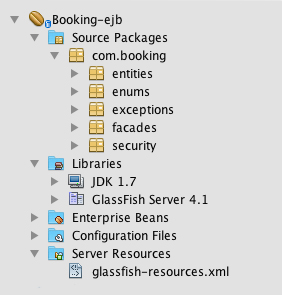 Booking-ejb
Source Packages
com.booking
entities
enums
exceptions
facades
security
Libraries
JDK 1.7
GlassFish Server 4.1
Enterprise Beans
Configuration Files
Server Resources
glassfish-resources.xml